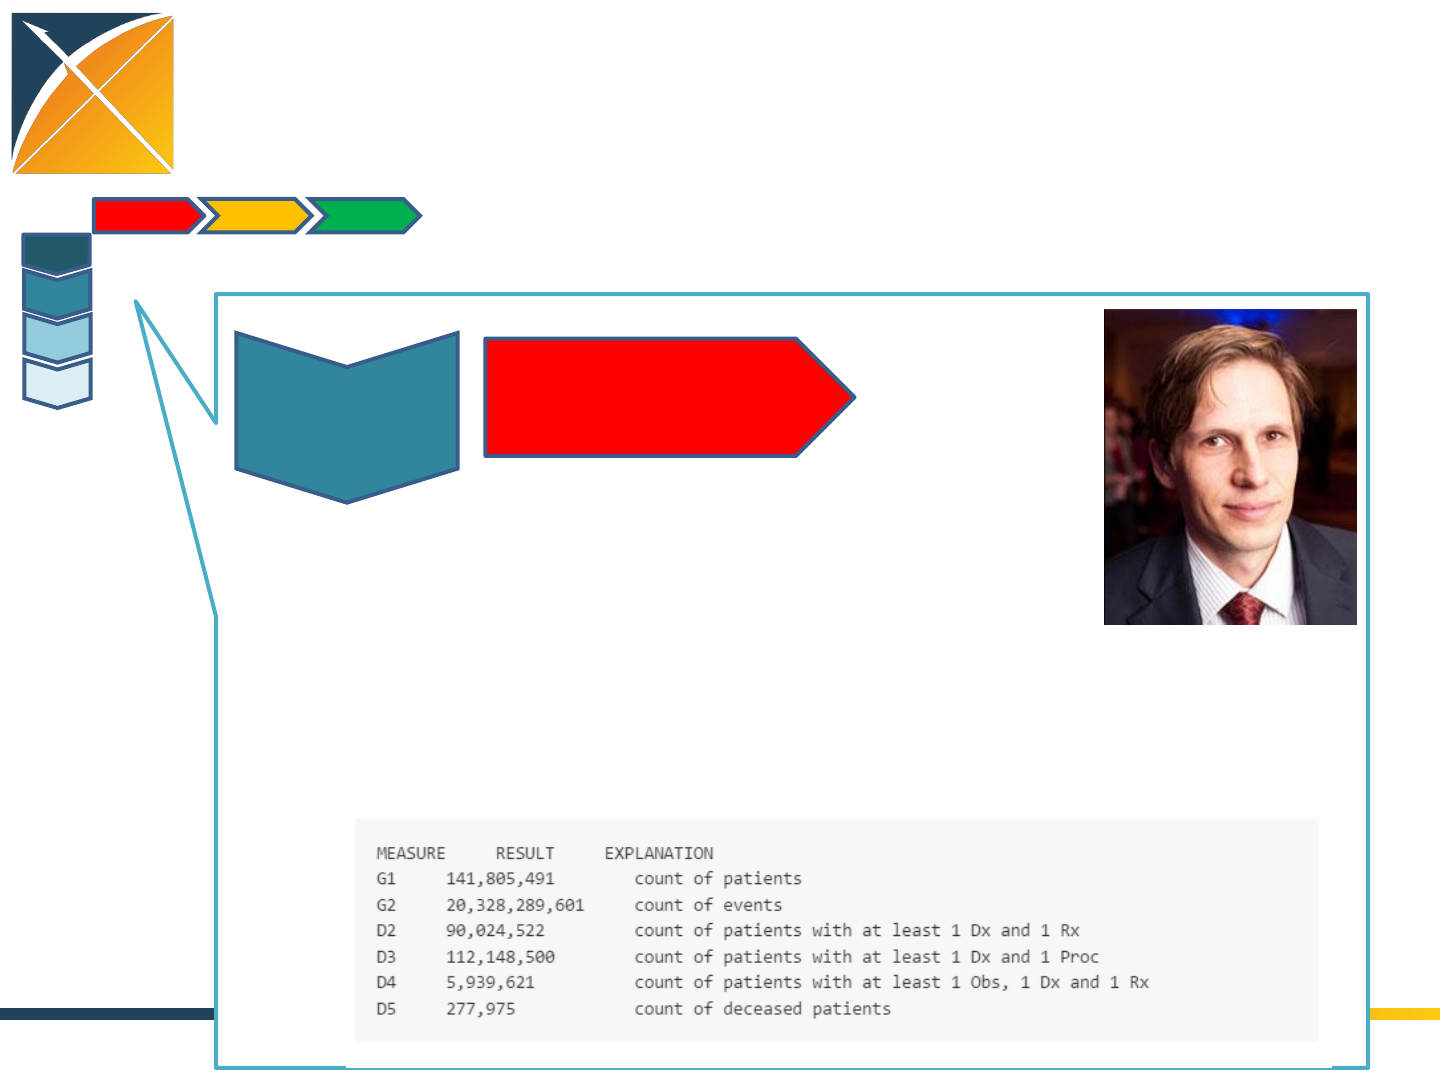 MEASURE RESULT EXPLANATION
G1 141,805,491 count of patients
G2 20,328,289,601 count of events
D2 90,024,522 count of patients with at least 1 Dx and 1 Rx
D3 112,148,500 count of patients with at least 1 Dx and 1 Proc
D4 5,939,621 count of patients with at least 1 Obs, 1 Dx and 1 Rx
D5 277,975 count of deceased patients